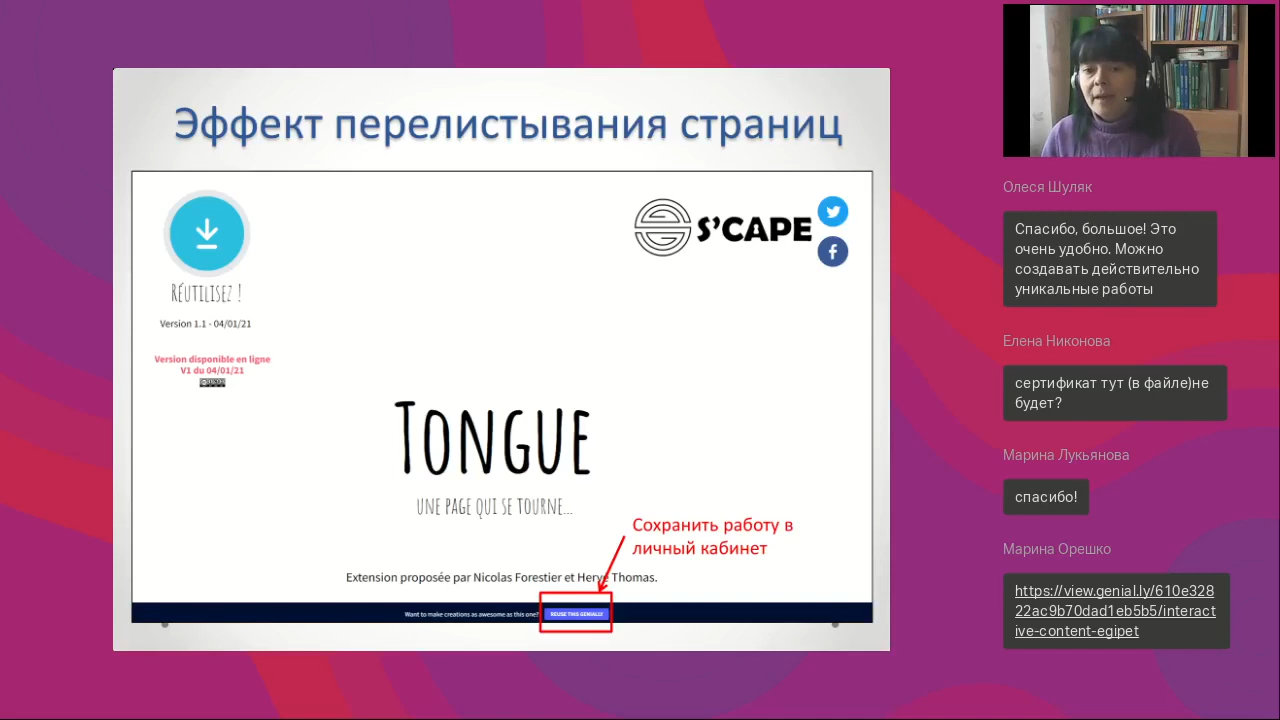 Эффект перелистывания страниц
S'CAPE
Réutilisez !
Version 1.1 - 04/01/21
Version disponible en ligne
V1 du 04/01/21
Tongue
une page qui se tourne...
Сохранить работу в
личный кабинет
Extension proposée par Nicolas Forestier et Hervé Thomas.
Want to make creations as awesome as this one?
REUSE THIS GENIALLY
Олеся Шуляк
Спасибо, большое! Это
очень удобно. Можно
создавать действительно
уникальные работы
Елена Никонова
сертификат тут (в файле)не
будет?
Марина Лукьянова
спасибо!
Марина Орешко
https://view.genial.ly/610e328
22ac9b70dad1eb5b5/interact
ive-content-egipet